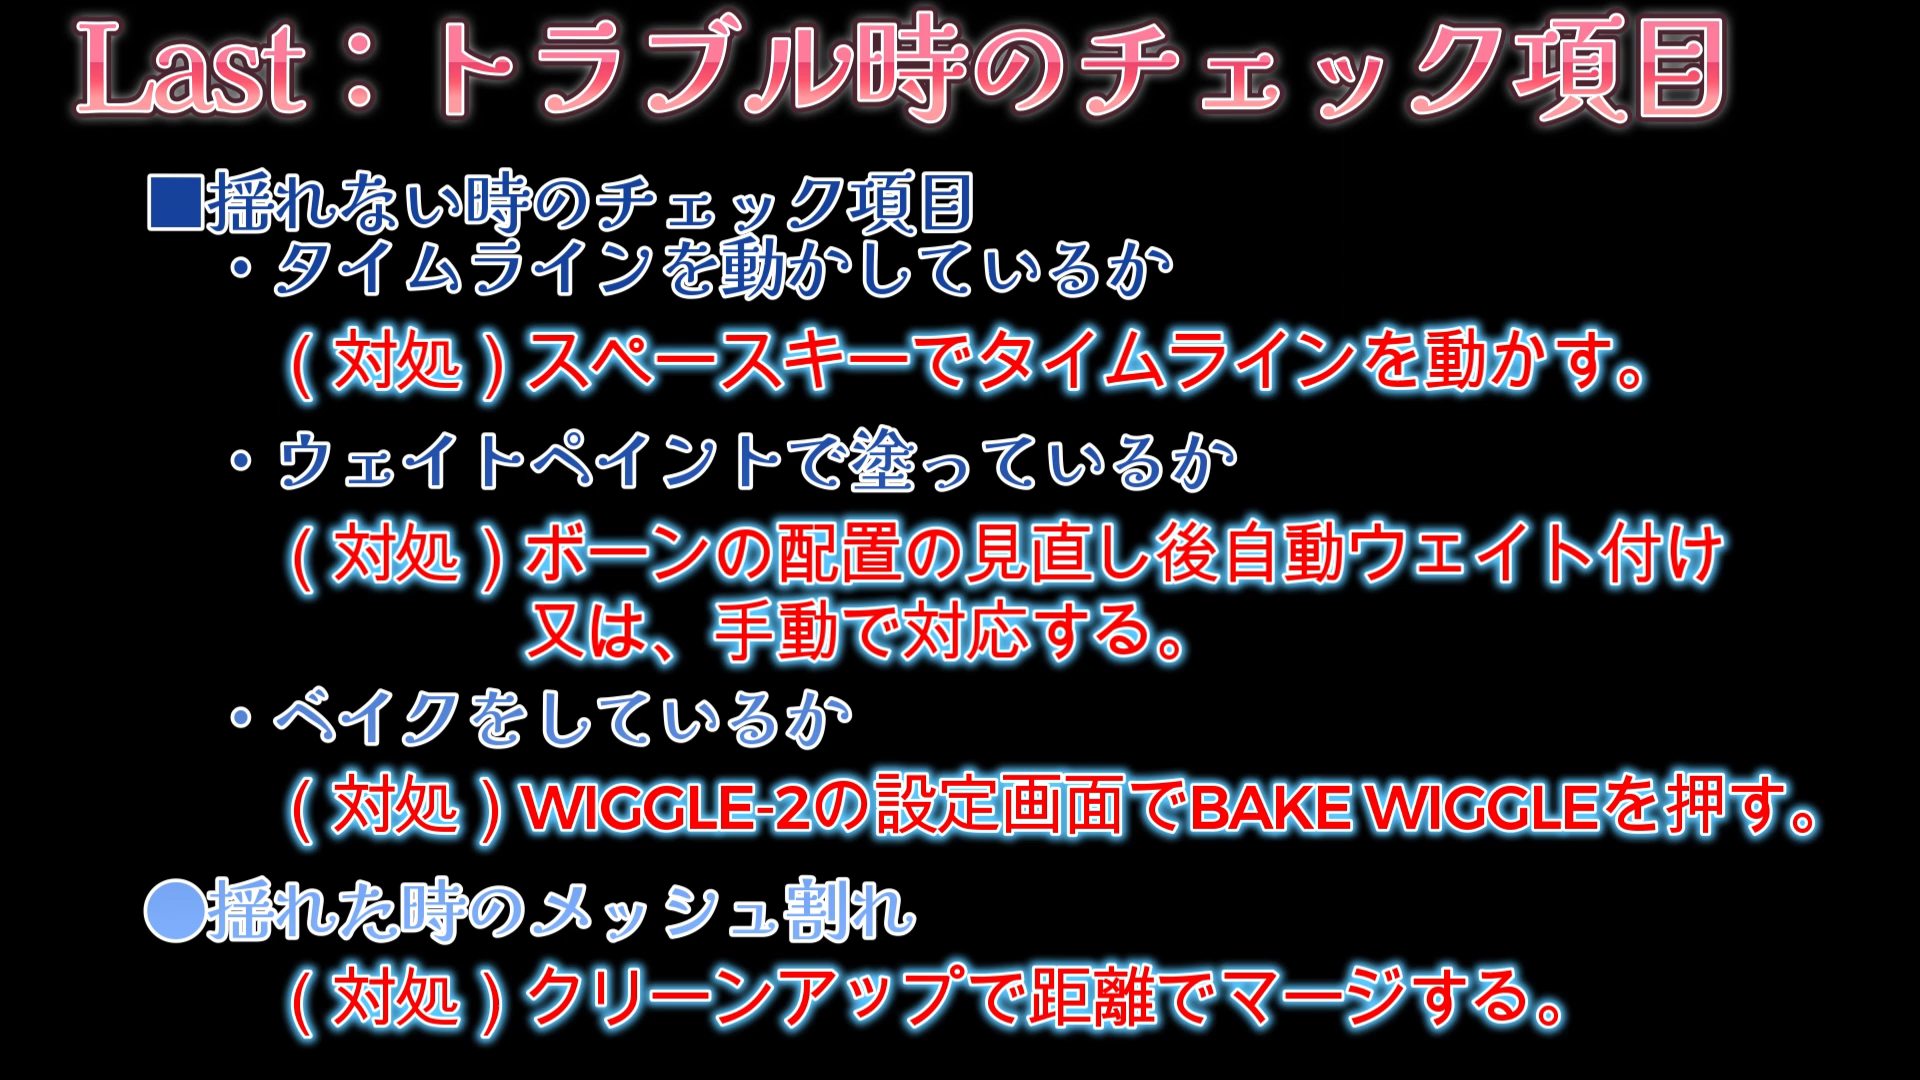 Last：トラブル時のチェック項目
■揺れない時のチェック項目
・タイムラインを動かしているか
(対処)スペースキーでタイムラインを動かす。
・ウェイトペイントで塗っているか
(対処)ボーンの配置の見直し後自動ウェイト付け
又は、手動で対応する。
・ベイクをしているか
(対処)WIGGLE-2の設定画面でBAKE WIGGLEを押す。
●揺れた時のメッシュ割れ
(対処)クリーンアップで距離でマージする。